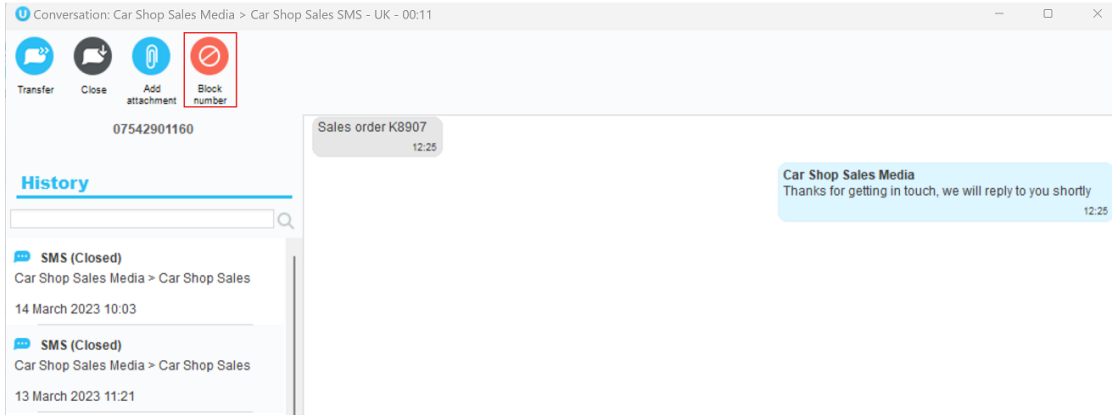 Conversation: Car Shop Sales Media > Car Shop Sales SMS - UK - 00:11
Transfer
Close
Add
attachment
Block
number
07542901160
History
SMS (Closed)
Car Shop Sales Media > Car Shop Sales
14 March 2023 10:03
SMS (Closed)
Car Shop Sales Media > Car Shop Sales
13 March 2023 11:21
Sales order K8907
12:25
Car Shop Sales Media
Thanks for getting in touch, we will reply to you shortly
12:25